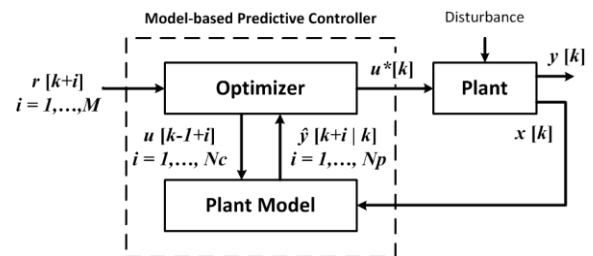 Model-based Predictive Controller
Disturbance
r [k+i]
i = 1,...,M
Optimizer
u*[k]
Plant
y [k]
x [k]
u [k-1+i]
i = 1,..., Nc
ŷ [k+i | k]
i = 1,..., Np
Plant Model